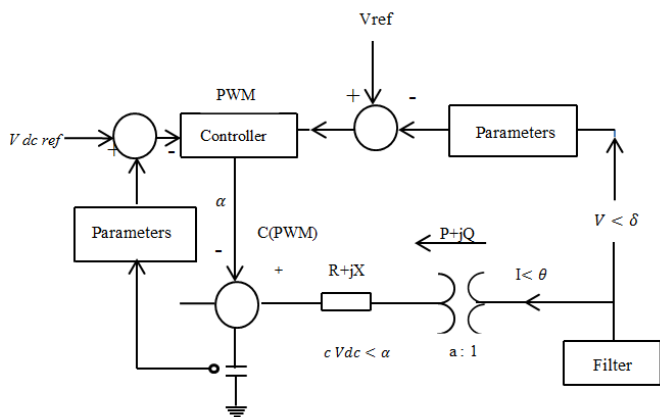 Vref
PWM
+
-
V dc ref
+
-
Controller
Parameters
α
Parameters
C(PWM)
P+jQ
V < δ
-
+
R+jX
I< θ
c Vdc < α
a : 1
Filter